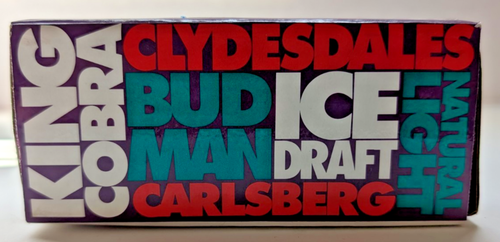 KING
COBRA
CLYDESDALES
BUD
MAN
ICE
DRAFT
CARLSBERG
NATURAL
LIGHT